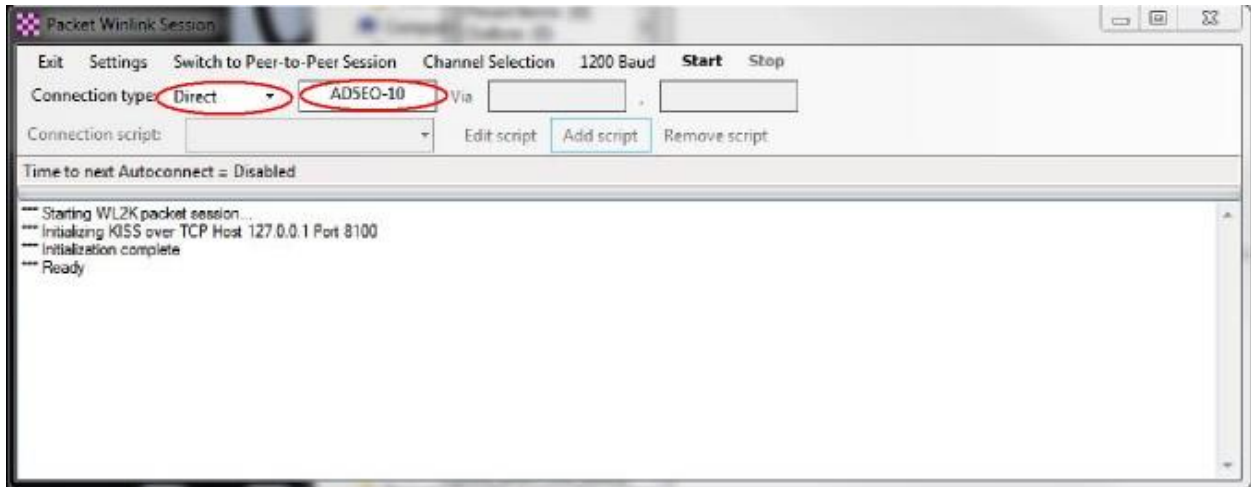 Packet Winlink Session
Exit Settings Switch to Peer-to-Peer Session Channel Selection 1200 Baud Start Stop
Connection type: Direct AD5EO-10 Via ,
Connection script: Edit script Add script Remove script
Time to next Autoconnect = Disabled
*** Starting WL2K packet session...
*** Initializing KISS over TCP Host 127.0.0.1 Port 8100
*** Initialization complete
*** Ready